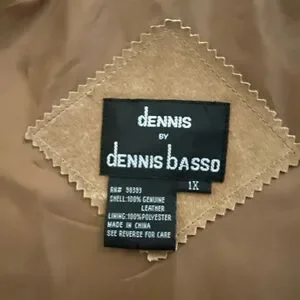 dennis
BY
dennis basso
1X
RN# 96393
SHELL:100% GENUINE
LEATHER
LINING:100%POLYESTER
MADE IN CHINA
SEE REVERSE FOR CARE